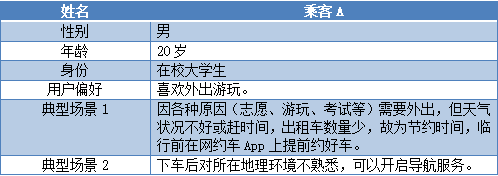 姓名 乘客 A
性别 男
年龄 20 岁
身份 在校大学生
用户偏好 喜欢外出游玩。
典型场景 1 因各种原因（志愿、游玩、考试等）需要外出，但天气
状况不好或赶时间，出租车数量少，故为节约时间，临
行前在网约车 App 上提前约好车。
典型场景 2 下车后对所在地理环境不熟悉，可以开启导航服务。